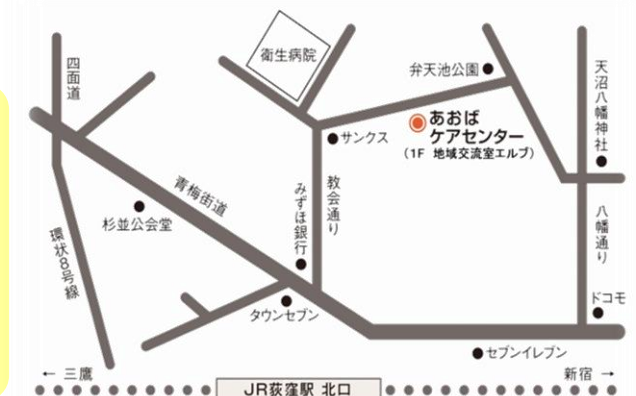 四面道
衛生病院
弁天池公園
天沼八幡神社
あおば
ケアセンター
(1F 地域交流室エルブ)
サンクス
教会通り
みずほ銀行
青梅街道
杉並公会堂
環状8号線
八幡通り
タウンセブン
ドコモ
セブンイレブン
← 三鷹
新宿 →
JR荻窪駅 北口